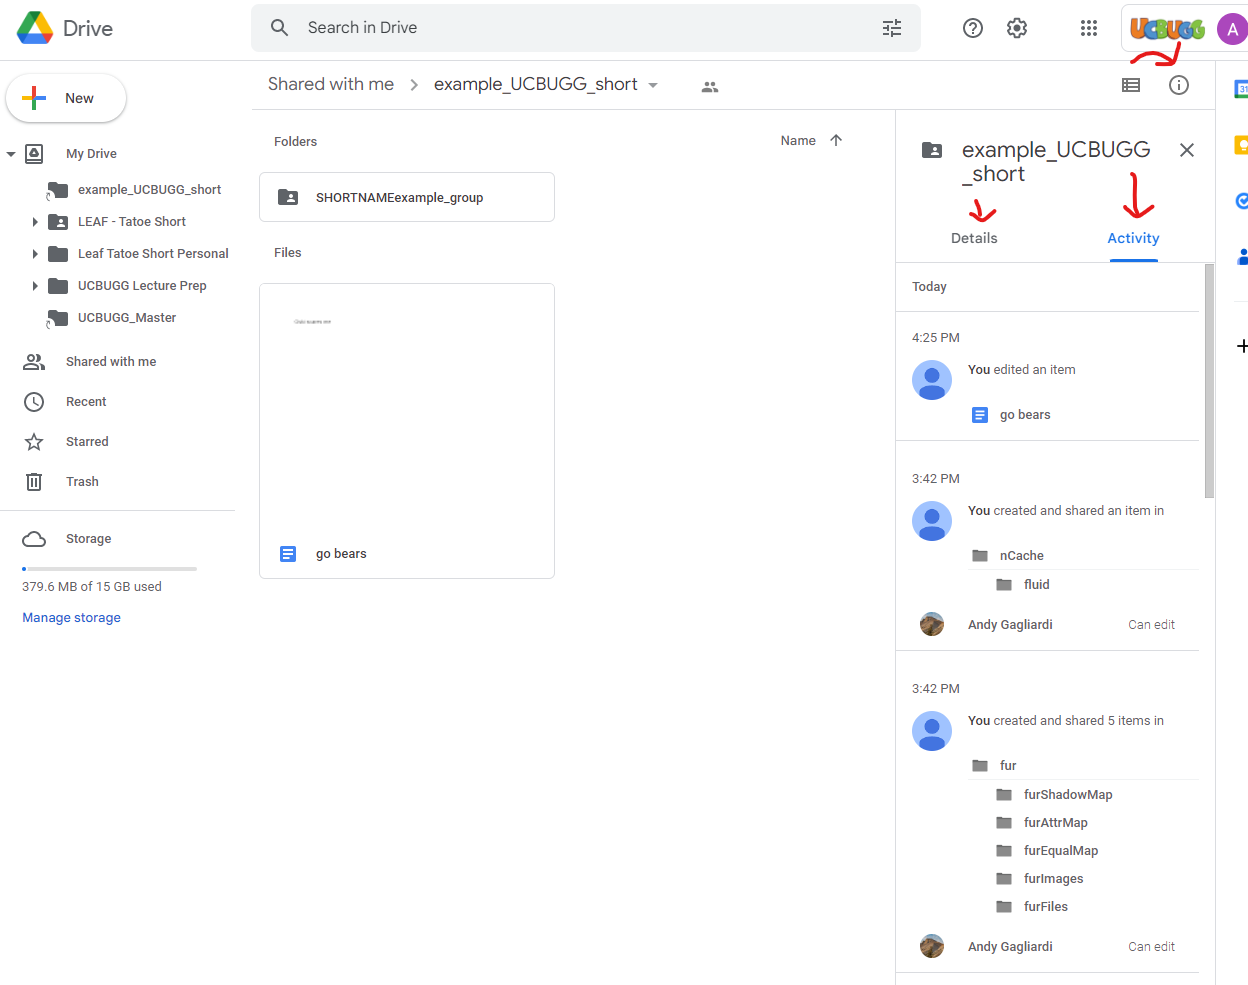 Drive
Search in Drive
UCBUGG
A
New
Shared with me > example_UCBUGG_short
31
My Drive
example_UCBUGG_short
LEAF - Tatoe Short
Leaf Tatoe Short Personal
UCBUGG Lecture Prep
UCBUGG_Master
Shared with me
Recent
Starred
Trash
Storage
379.6 MB of 15 GB used
Manage storage
Folders
Name
SHORTNAMEexample_group
Files
go bears
example_UCBUGG
_short
Details
Activity
Today
4:25 PM
You edited an item
go bears
3:42 PM
You created and shared an item in
nCache
fluid
Andy Gagliardi Can edit
3:42 PM
You created and shared 5 items in
fur
furShadowMap
furAttrMap
furEqualMap
furImages
furFiles
Andy Gagliardi Can edit